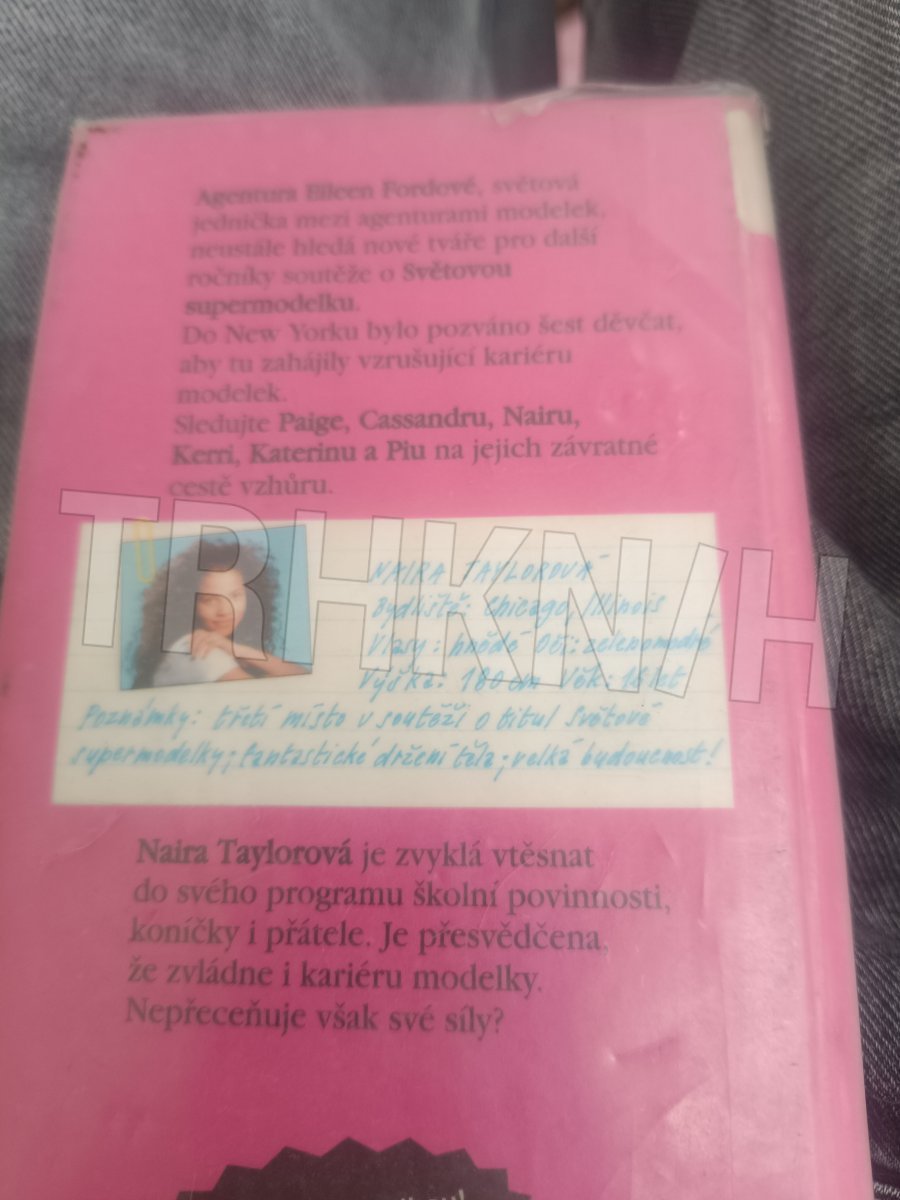 Agentura Eileen Fordové, světová
jednička mezi agenturami modelek,
neustále hledá nové tváře pro další
ročníky soutěže o Světovou
supermodelku.
Do New Yorku bylo pozváno šest děvčat,
aby tu zahájily vzrušující kariéru
modelek.
Sledujte Paige, Cassandru, Nairu,
Kerri, Katerinu a Piu na jejich závratné
cestě vzhůru.
TRHKNIH
NAIRA TAYLOROVÁ
Bydliště: Chicago, Illinois
Vlasy: hnědé Oči: zelenomodré
Výška: 180 cm Věk: 16 let
Poznámky: třetí místo v soutěži o titul Světové
supermodelky; fantastické držení těla; velká budoucnost!
Naira Taylorová je zvyklá vtěsnat
do svého programu školní povinnosti,
koníčky i přátele. Je přesvědčena,
že zvládne i kariéru modelky.
Nepřeceňuje však své síly?